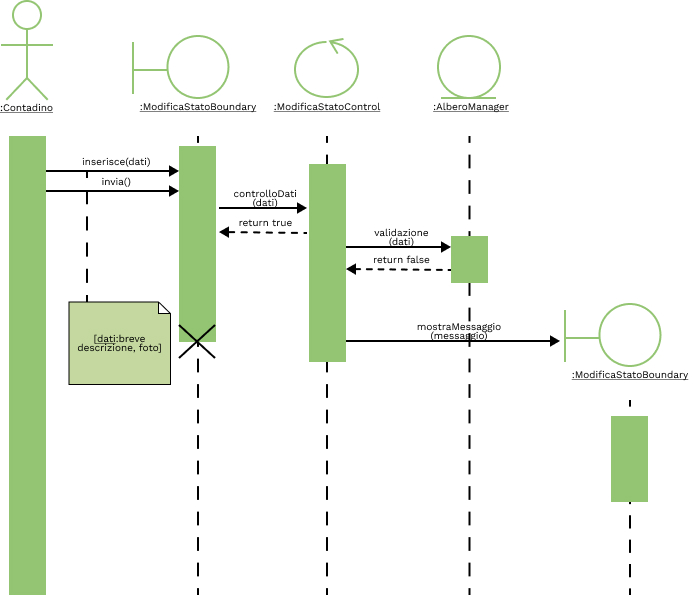 :Contadino
:ModificaStatoBoundary
:ModificaStatoControl
:AlberoManager
inserisce(dati)
invia()
controlloDati
(dati)
return true
validazione
(dati)
return false
[dati:breve
descrizione, foto]
mostraMessaggio
(messaggio)
:ModificaStatoBoundary